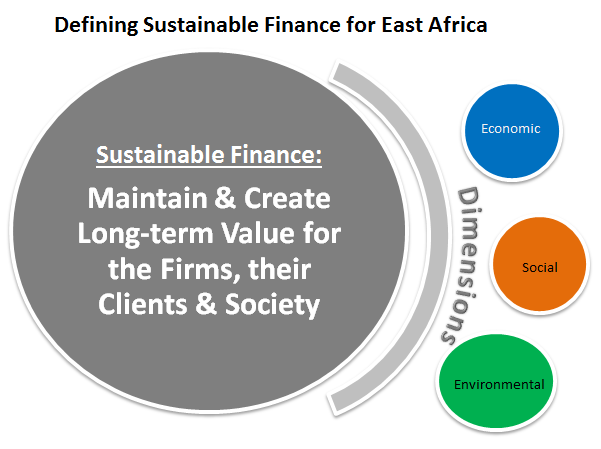 Defining Sustainable Finance for East Africa
Sustainable Finance:
Maintain & Create
Long-term Value for
the Firms, their
Clients & Society
Dimensions
Economic
Social
Environmental